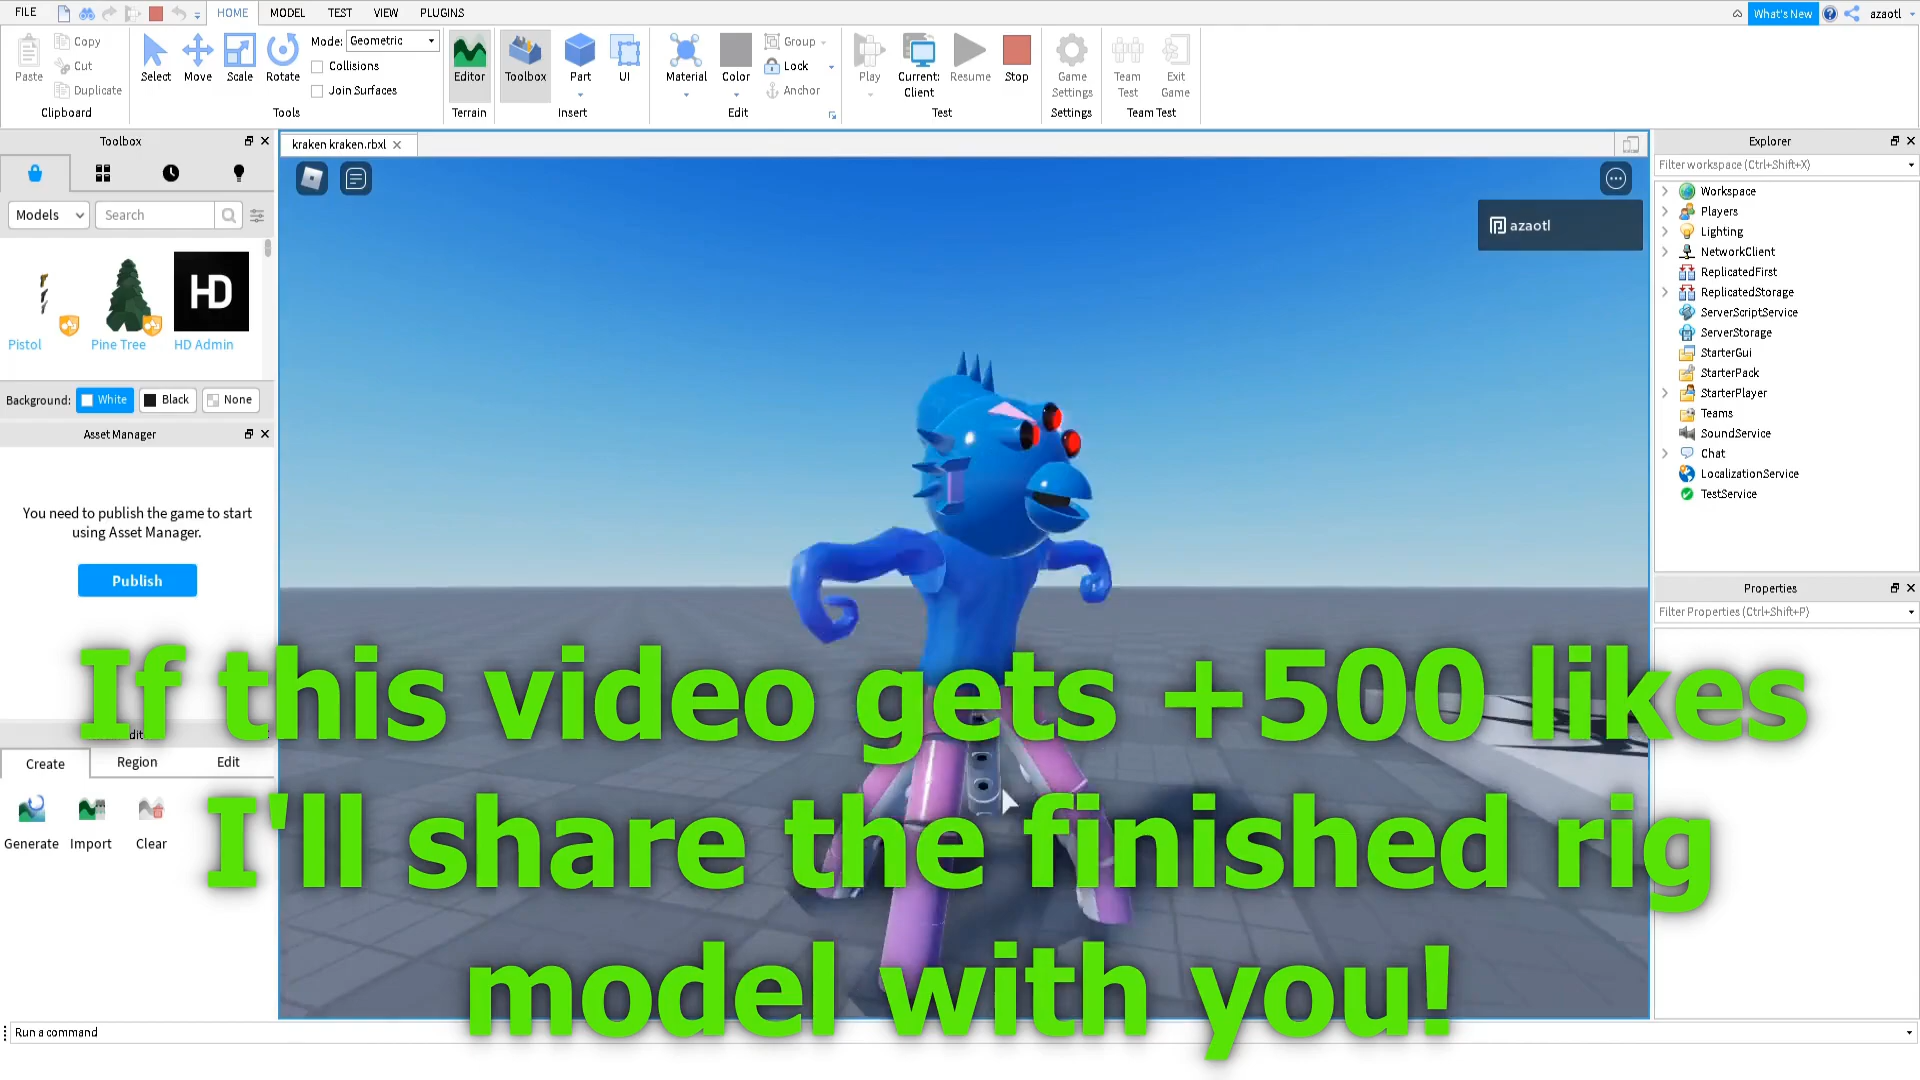 FILE HOME MODEL TEST VIEW PLUGINS What's New azaotl
Paste Copy Cut Duplicate Clipboard
Select Move Scale Rotate Mode: Geometric Collisions Join Surfaces Tools
Editor Terrain
Toolbox Part UI Insert
Material Color Group Lock Anchor Edit
Play Current: Client Resume Stop Test
Game Settings Settings
Team Test Exit Game Team Test
Toolbox
kraken kraken.rbxl
Models Search
HD
Pistol Pine Tree HD Admin
Background: White Black None
Asset Manager
You need to publish the game to start
using Asset Manager.
Publish
azaotl
Explorer
Filter workspace (Ctrl+Shift+X)
Workspace
Players
Lighting
NetworkClient
ReplicatedFirst
ReplicatedStorage
ServerScriptService
ServerStorage
StarterGui
StarterPack
StarterPlayer
Teams
SoundService
Chat
LocalizationService
TestService
Properties
Filter Properties (Ctrl+Shift+P)
If this video gets +500 likes
I'll share the finished rig
model with you!
Create Region Edit
Generate Import Clear
Run a command